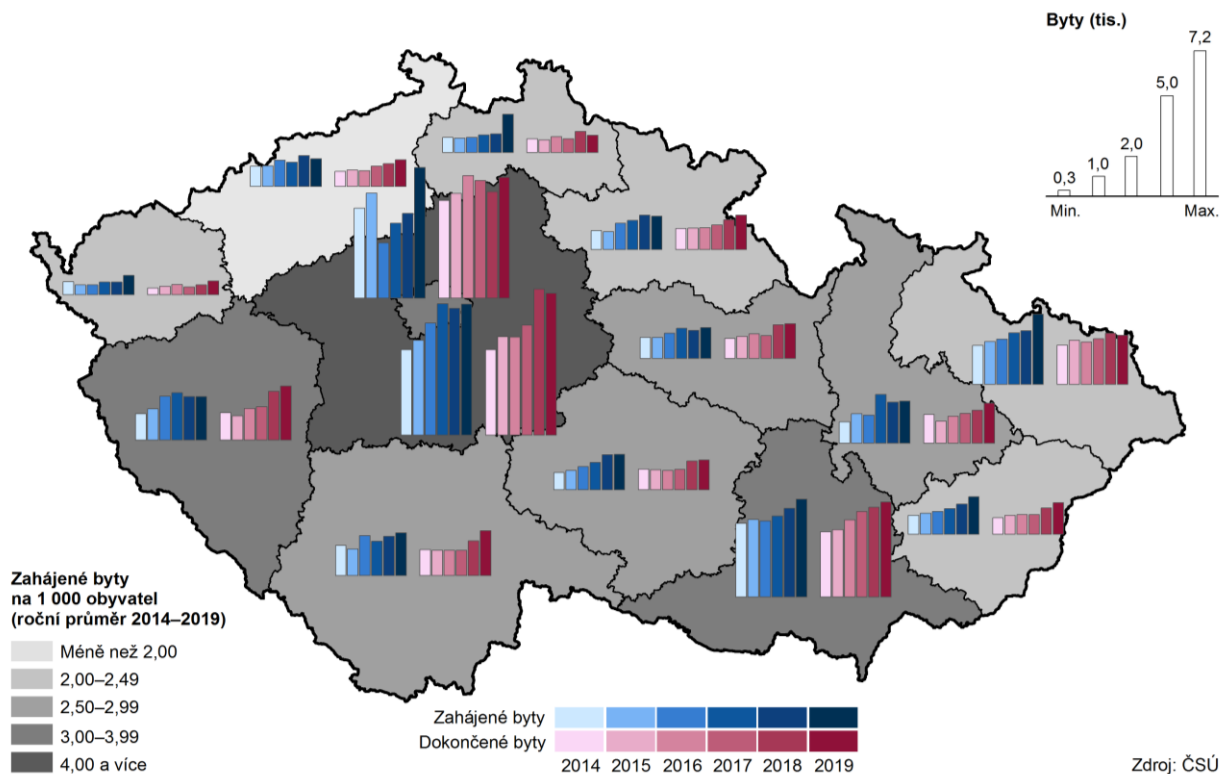 Byty (tis.)
7,2
5,0
2,0
1,0
0,3
Min.
Max.
Zahájené byty
na 1 000 obyvatel
(roční průměr 2014–2019)
Méně než 2,00
2,00–2,49
2,50–2,99
3,00–3,99
4,00 a více
Zahájené byty
Dokončené byty
2014 2015 2016 2017 2018 2019
Zdroj: ČSÚ